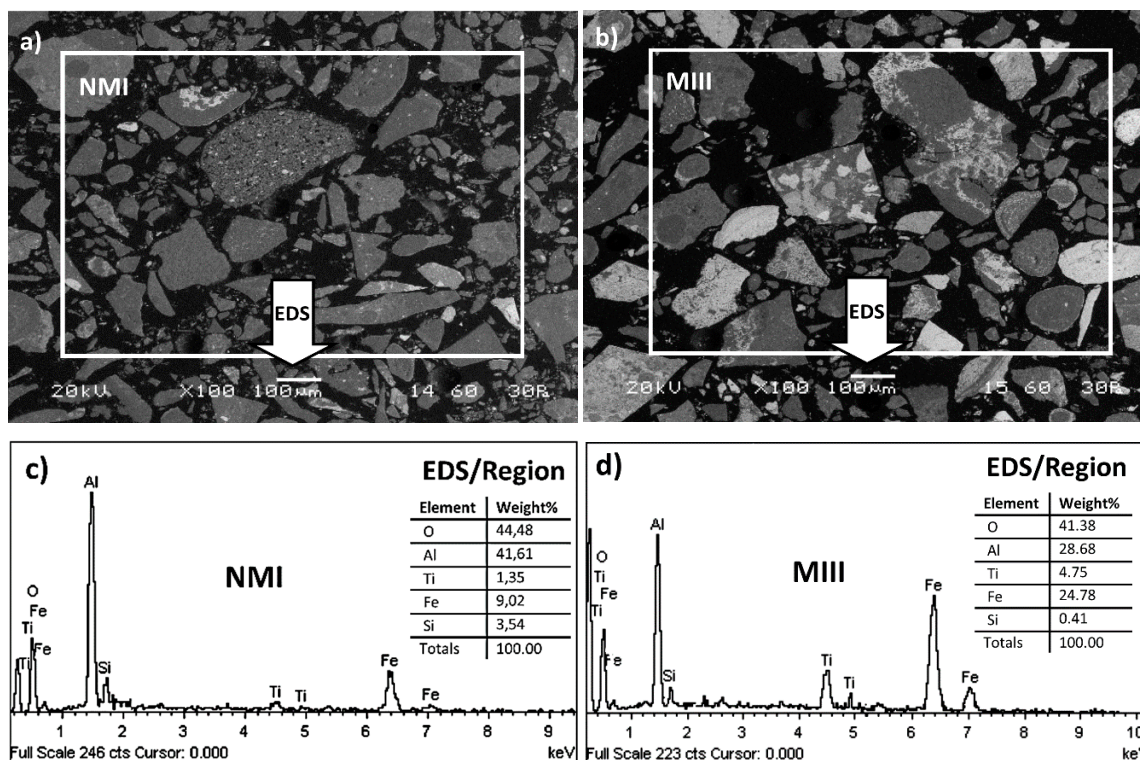 a)
NMI
EDS
20kV X100 100µm 14 60 30Pa
b)
MIII
EDS
20kV X100 100µm 15 60 30Pa
c)
EDS/Region
Element Weight%
O 44,48
Al 41,61
Ti 1,35
Fe 9,02
Si 3,54
Totals 100.00
NMI
Al
O
Fe
Ti
Ti Fe
Si
Ti
Ti
Fe
Fe
1 2 3 4 5 6 7 8 9
Full Scale 246 cts Cursor: 0.000 keV
d)
EDS/Region
Element Weight%
O 41.38
Al 28.68
Ti 4.75
Fe 24.78
Si 0.41
Totals 100.00
MIII
O
Ti
Fe
Ti
Fe
Al
Si
Ti
Ti
Fe
Fe
1 2 3 4 5 6 7 8 9 10
Full Scale 223 cts Cursor: 0.000 ke